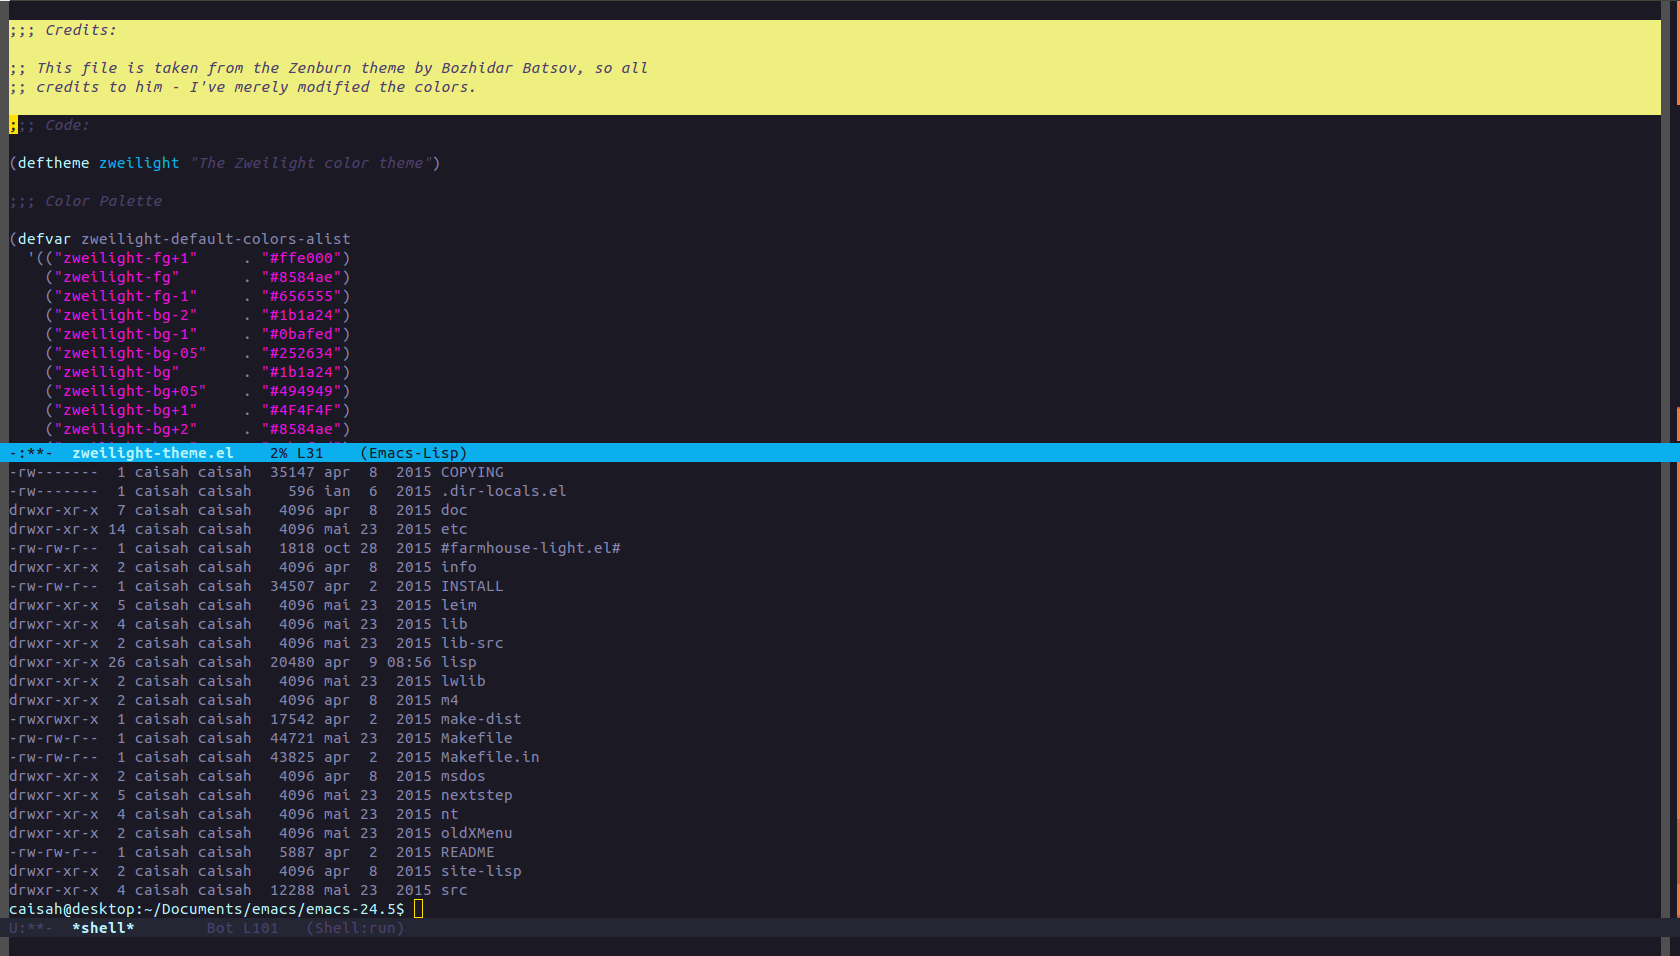 ;;; Credits:
;; This file is taken from the Zenburn theme by Bozhidar Batsov, so all
;; credits to him - I've merely modified the colors.
;;; Code:
(deftheme zweilight "The Zweilight color theme")
;;; Color Palette
(defvar zweilight-default-colors-alist
  '(("zweilight-fg+1"     . "#ffe000")
    ("zweilight-fg"       . "#8584ae")
    ("zweilight-fg-1"     . "#656555")
    ("zweilight-bg-2"     . "#1b1a24")
    ("zweilight-bg-1"     . "#0bafed")
    ("zweilight-bg-05"    . "#252634")
    ("zweilight-bg"       . "#1b1a24")
    ("zweilight-bg+05"    . "#494949")
    ("zweilight-bg+1"     . "#4F4F4F")
    ("zweilight-bg+2"     . "#8584ae")
-:**-  zweilight-theme.el    2% L31    (Emacs-Lisp)
-rw-------  1 caisah caisah  35147 apr  8  2015 COPYING
-rw-------  1 caisah caisah    596 ian  6  2015 .dir-locals.el
drwxr-xr-x  7 caisah caisah   4096 apr  8  2015 doc
drwxr-xr-x 14 caisah caisah   4096 mai 23  2015 etc
-rw-rw-r--  1 caisah caisah   1818 oct 28  2015 #farmhouse-light.el#
drwxr-xr-x  2 caisah caisah   4096 apr  8  2015 info
-rw-rw-r--  1 caisah caisah  34507 apr  2  2015 INSTALL
drwxr-xr-x  5 caisah caisah   4096 mai 23  2015 leim
drwxr-xr-x  4 caisah caisah   4096 mai 23  2015 lib
drwxr-xr-x  2 caisah caisah   4096 mai 23  2015 lib-src
drwxr-xr-x 26 caisah caisah  20480 apr  9 08:56 lisp
drwxr-xr-x  2 caisah caisah   4096 mai 23  2015 lwlib
drwxr-xr-x  2 caisah caisah   4096 apr  8  2015 m4
-rwxrwxr-x  1 caisah caisah  17542 apr  2  2015 make-dist
-rw-rw-r--  1 caisah caisah  44721 mai 23  2015 Makefile
-rw-rw-r--  1 caisah caisah  43825 apr  2  2015 Makefile.in
drwxr-xr-x  2 caisah caisah   4096 apr  8  2015 msdos
drwxr-xr-x  5 caisah caisah   4096 mai 23  2015 nextstep
drwxr-xr-x  4 caisah caisah   4096 mai 23  2015 nt
drwxr-xr-x  2 caisah caisah   4096 mai 23  2015 oldXMenu
-rw-rw-r--  1 caisah caisah   5887 apr  2  2015 README
drwxr-xr-x  2 caisah caisah   4096 apr  8  2015 site-lisp
drwxr-xr-x  4 caisah caisah  12288 mai 23  2015 src
caisah@desktop:~/Documents/emacs/emacs-24.5$
U:**-  *shell*        Bot L101   (Shell:run)